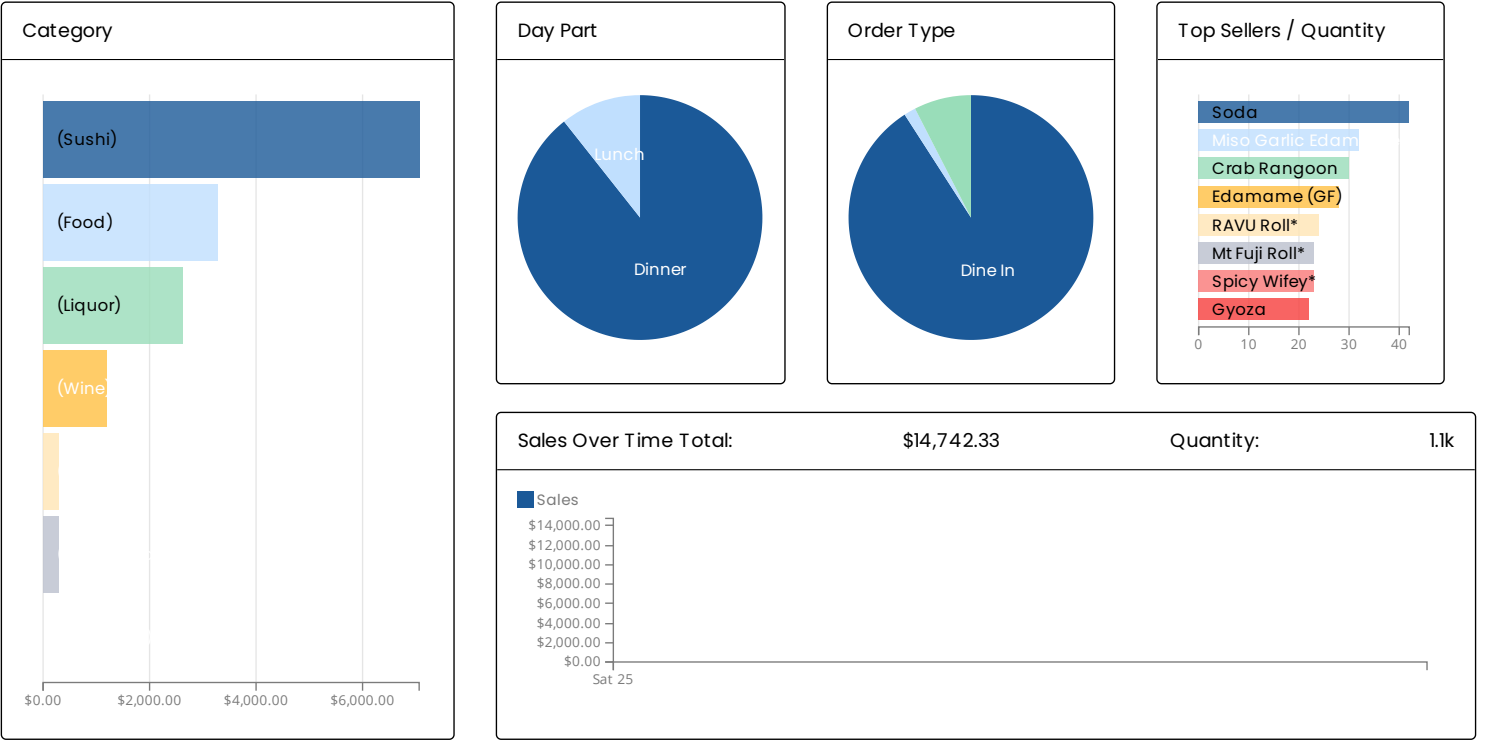 Category
(Sushi)
(Food)
(Liquor)
(Wine)
$0.00 $2,000.00 $4,000.00 $6,000.00
Day Part
Lunch
Dinner
Order Type
Dine In
Top Sellers / Quantity
Soda
Miso Garlic Edam
Crab Rangoon
Edamame (GF)
RAVU Roll*
Mt Fuji Roll*
Spicy Wifey*
Gyoza
0 10 20 30 40
Sales Over Time Total: $14,742.33 Quantity: 1.1k
Sales
$14,000.00
$12,000.00
$10,000.00
$8,000.00
$6,000.00
$4,000.00
$2,000.00
$0.00
Sat 25